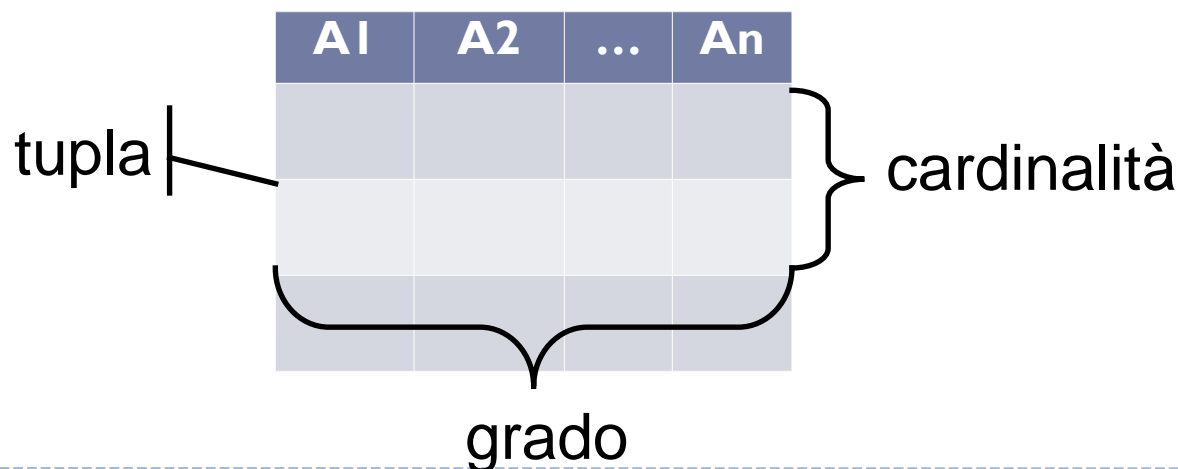 A1 A2 … An
tupla
cardinalità
grado